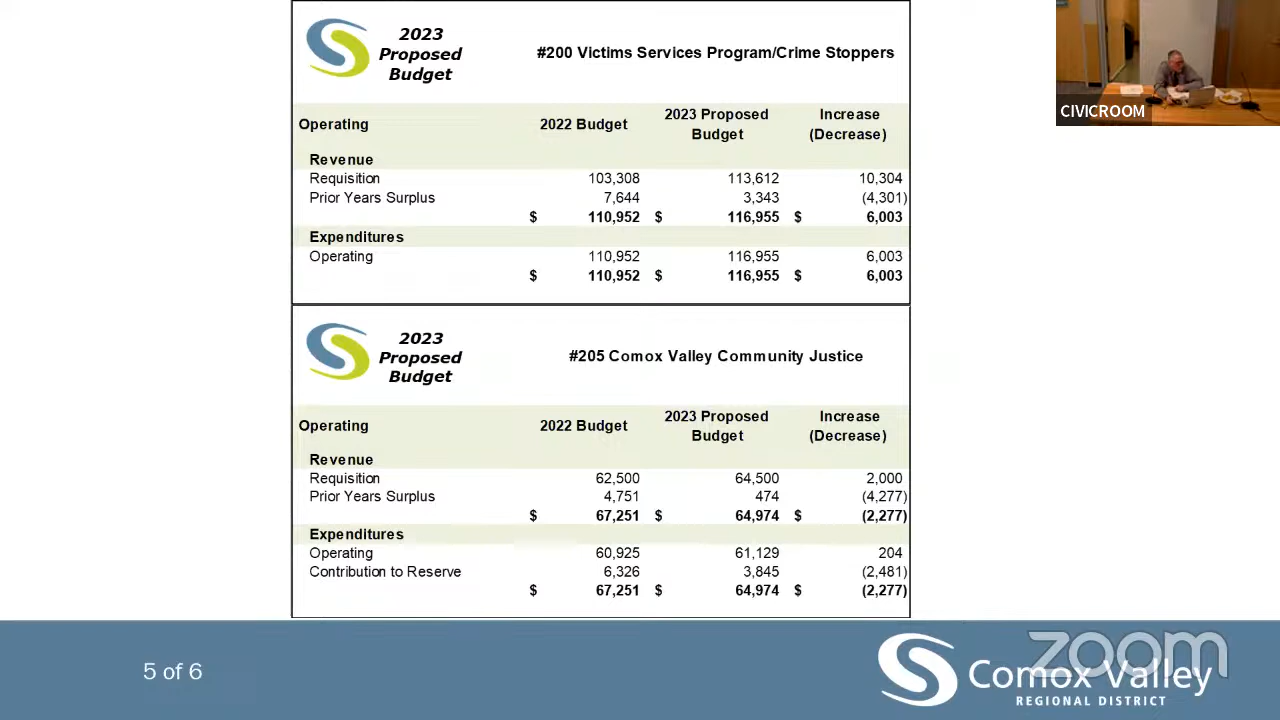 2023
Proposed
Budget
#200 Victims Services Program/Crime Stoppers
Operating 2022 Budget 2023 Proposed Budget Increase (Decrease)
Revenue
Requisition 103,308 113,612 10,304
Prior Years Surplus 7,644 3,343 (4,301)
$ 110,952 $ 116,955 $ 6,003
Expenditures
Operating 110,952 116,955 6,003
$ 110,952 $ 116,955 $ 6,003
2023
Proposed
Budget
#205 Comox Valley Community Justice
Operating 2022 Budget 2023 Proposed Budget Increase (Decrease)
Revenue
Requisition 62,500 64,500 2,000
Prior Years Surplus 4,751 474 (4,277)
$ 67,251 $ 64,974 $ (2,277)
Expenditures
Operating 60,925 61,129 204
Contribution to Reserve 6,326 3,845 (2,481)
$ 67,251 $ 64,974 $ (2,277)
CIVICROOM
5 of 6
zoom
Comox Valley
REGIONAL DISTRICT